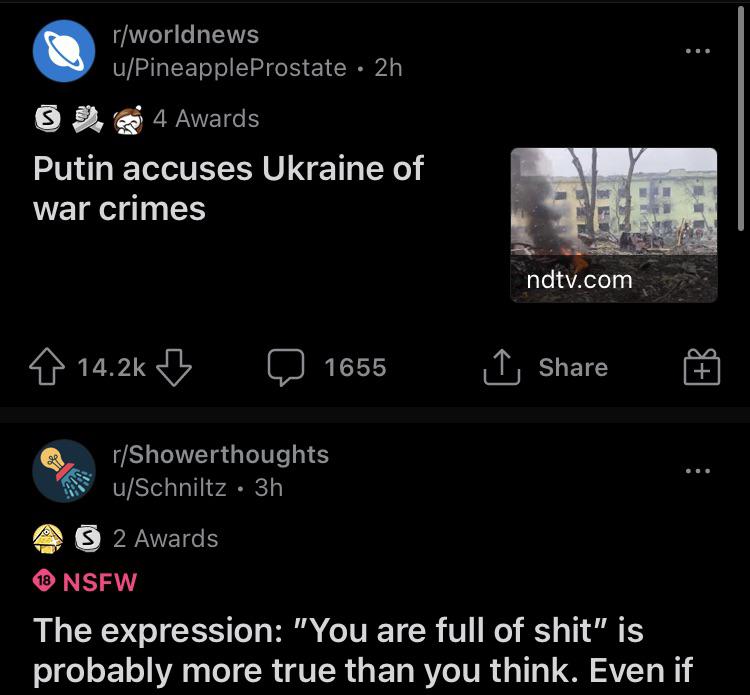 r/worldnews
u/PineappleProstate • 2h
4 Awards
Putin accuses Ukraine of
war crimes
ndtv.com
14.2k
1655
Share
r/Showerthoughts
u/Schniltz • 3h
S 2 Awards
18 NSFW
The expression: ”You are full of shit” is
probably more true than you think. Even if